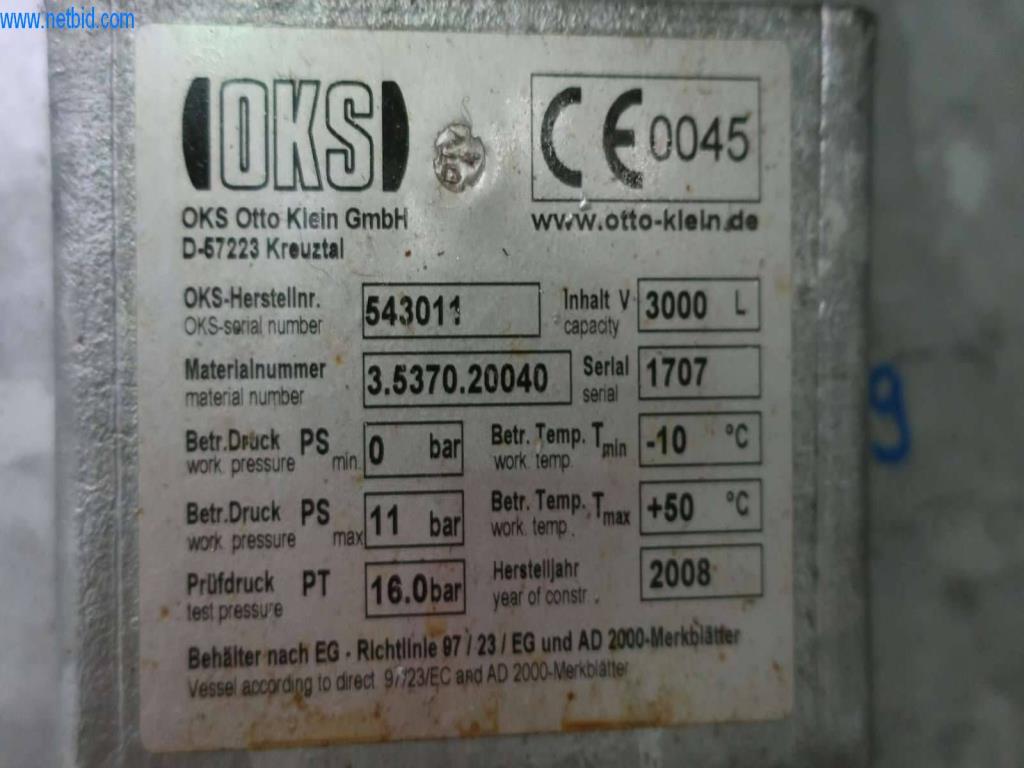 www.netbid.com
OKS
CE 0045
OKS Otto Klein GmbH
D-57223 Kreuztal
www.otto-klein.de
OKS-Herstellnr. 543011 Inhalt V 3000 L
OKS-serial number capacity
Materialnummer 3.5370.20040 Serial 1707
material number serial
Betr.Druck PS min. 0 bar Betr. Temp. Tmin -10 °C
work. pressure work. temp.
Betr.Druck PS max 11 bar Betr. Temp. Tmax +50 °C
work. pressure work. temp.
Prüfdruck PT 16.0bar Herstelljahr 2008
test pressure year of constr.
Behälter nach EG - Richtlinie 97 / 23 / EG und AD 2000-Merkblätter
Vessel according to direct 97/23/EC and AD 2000-Merkblätter
9